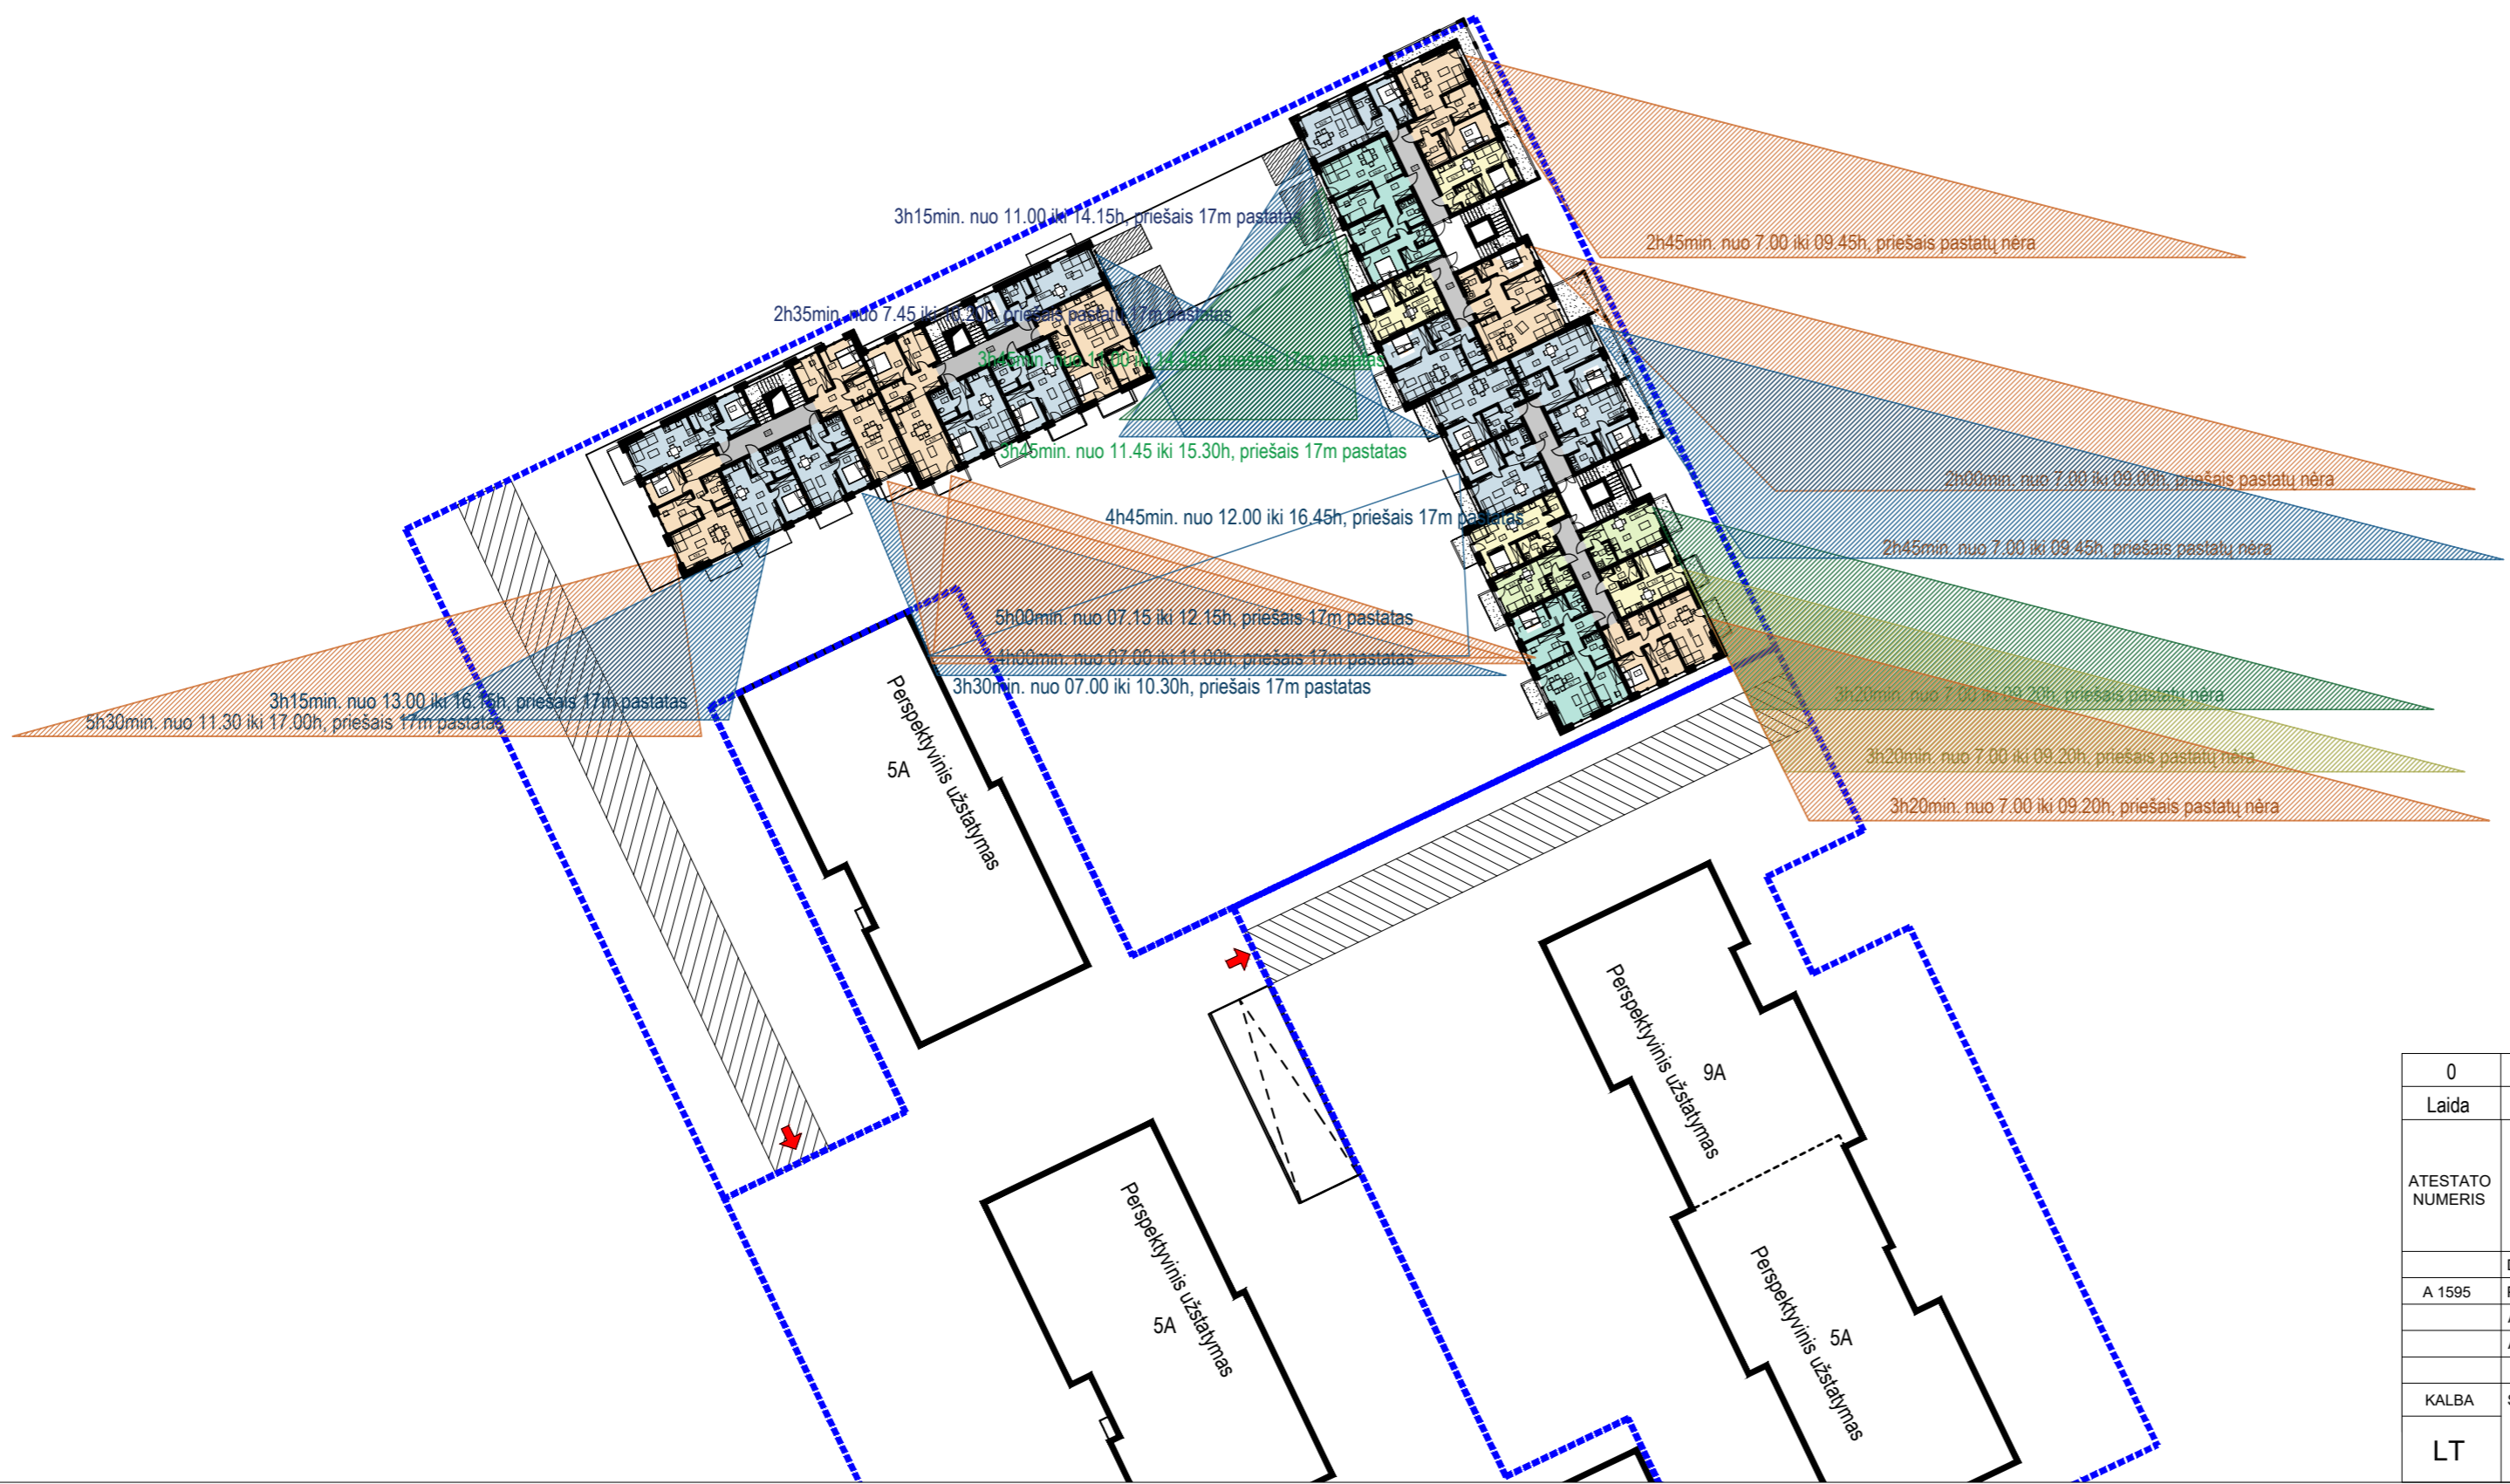 3h15min. nuo 11.00 iki 14.15h, priešais 17m pastatas
2h45min. nuo 7.00 iki 09.45h, priešais pastatų nėra
2h35min. nuo 7.45 iki 10.20h, priešais pastatų 17m pastatas
3h45min. nuo 11.00 iki 14.45h, priešais 17m pastatas
3h45min. nuo 11.45 iki 15.30h, priešais 17m pastatas
2h00min. nuo 7.00 iki 09.00h, priešais pastatų nėra
4h45min. nuo 12.00 iki 16.45h, priešais 17m pastatas
2h45min. nuo 7.00 iki 09.45h, priešais pastatų nėra
5h00min. nuo 07.15 iki 12.15h, priešais 17m pastatas
4h00min. nuo 07.00 iki 11.00h, priešais 17m pastatas
3h30min. nuo 07.00 iki 10.30h, priešais 17m pastatas
3h15min. nuo 13.00 iki 16.15h, priešais 17m pastatas
5h30min. nuo 11.30 iki 17.00h, priešais 17m pastatas
3h20min. nuo 7.00 iki 09.20h, priešais pastatų nėra
3h20min. nuo 7.00 iki 09.20h, priešais pastatų nėra
3h20min. nuo 7.00 iki 09.20h, priešais pastatų nėra
5A
Perspektyvinis užstatymas
9A
Perspektyvinis užstatymas
5A
Perspektyvinis užstatymas
5A
Perspektyvinis užstatymas
0
Laida
ATESTATO
NUMERIS
A 1595
KALBA
LT